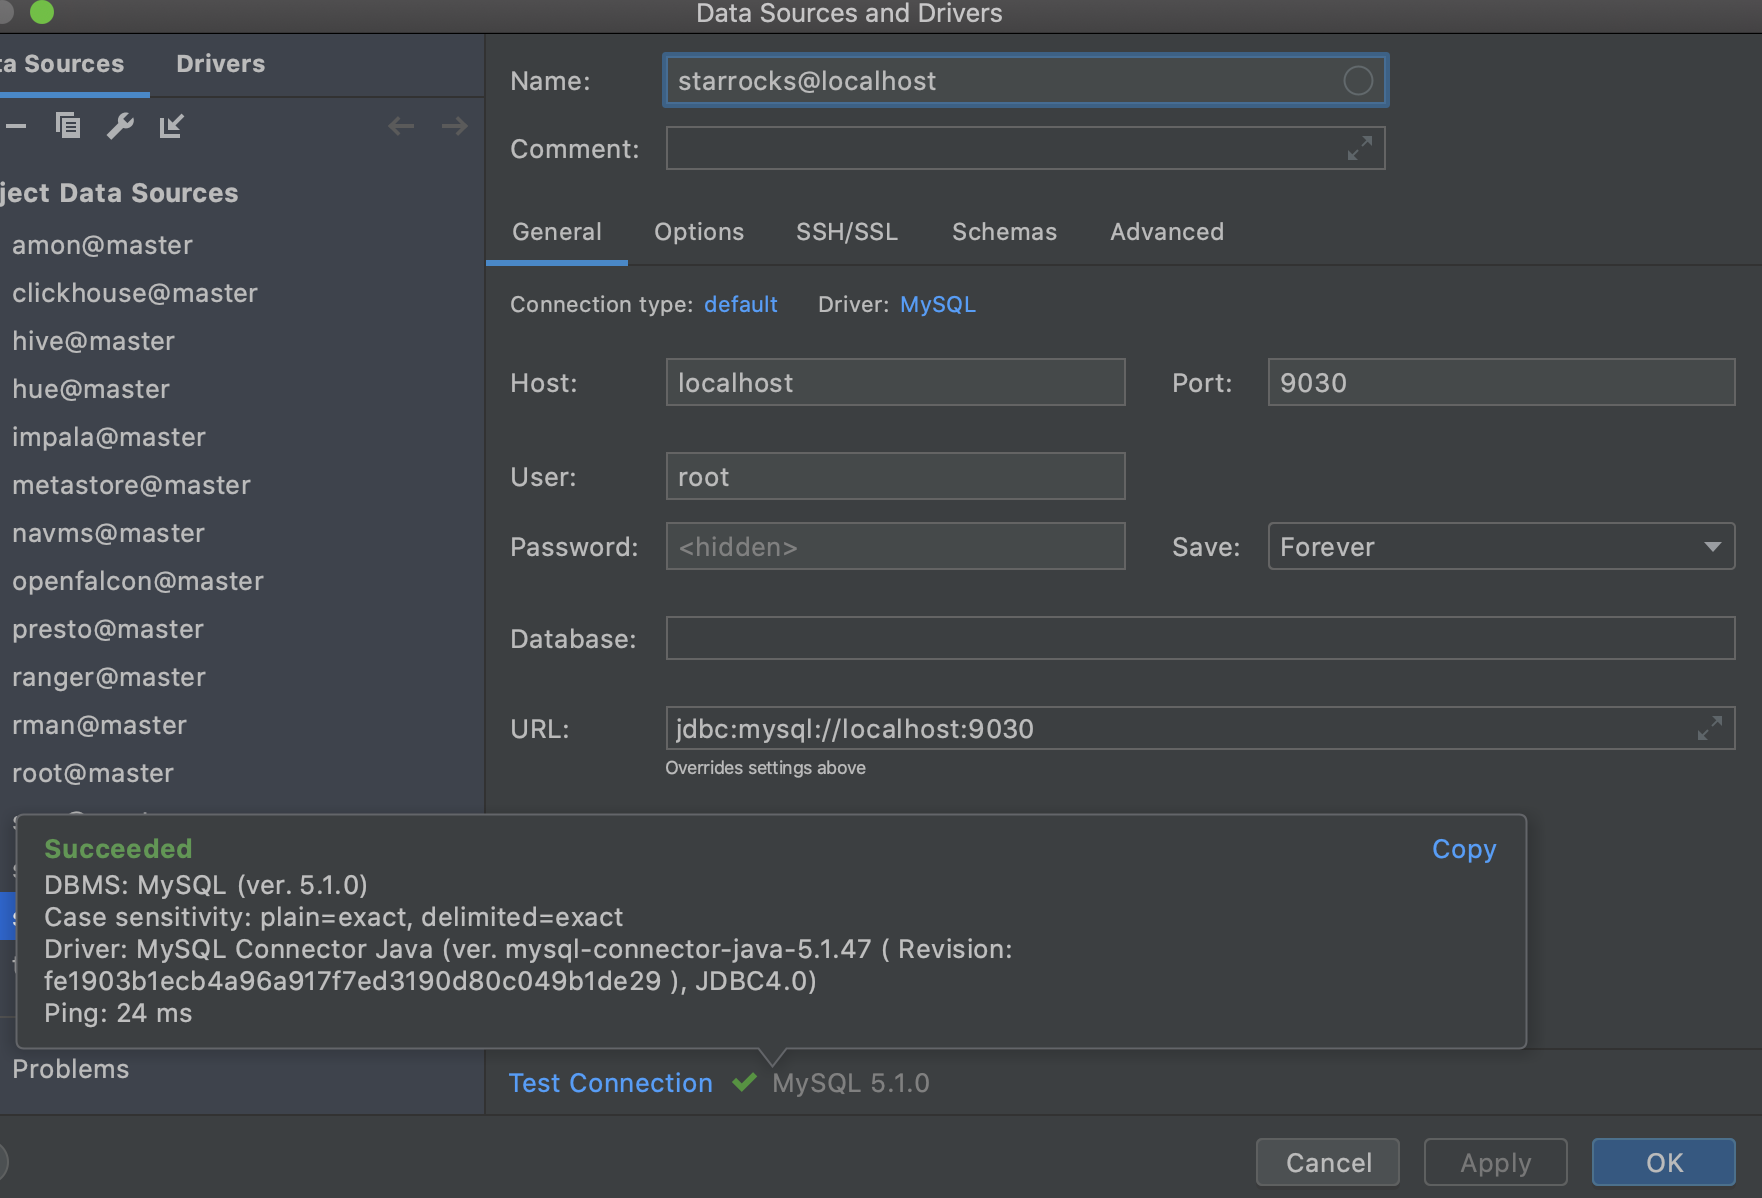 Data Sources and Drivers
ta Sources Drivers
ject Data Sources
amon@master
clickhouse@master
hive@master
hue@master
impala@master
metastore@master
navms@master
openfalcon@master
presto@master
ranger@master
rman@master
root@master
Problems
Name: starrocks@localhost
Comment:
General Options SSH/SSL Schemas Advanced
Connection type: default Driver: MySQL
Host: localhost Port: 9030
User: root
Password: <hidden> Save: Forever
Database:
URL: jdbc:mysql://localhost:9030
Overrides settings above
Succeeded Copy
DBMS: MySQL (ver. 5.1.0)
Case sensitivity: plain=exact, delimited=exact
Driver: MySQL Connector Java (ver. mysql-connector-java-5.1.47 ( Revision:
fe1903b1ecb4a96a917f7ed3190d80c049b1de29 ), JDBC4.0)
Ping: 24 ms
Test Connection MySQL 5.1.0
Cancel Apply OK